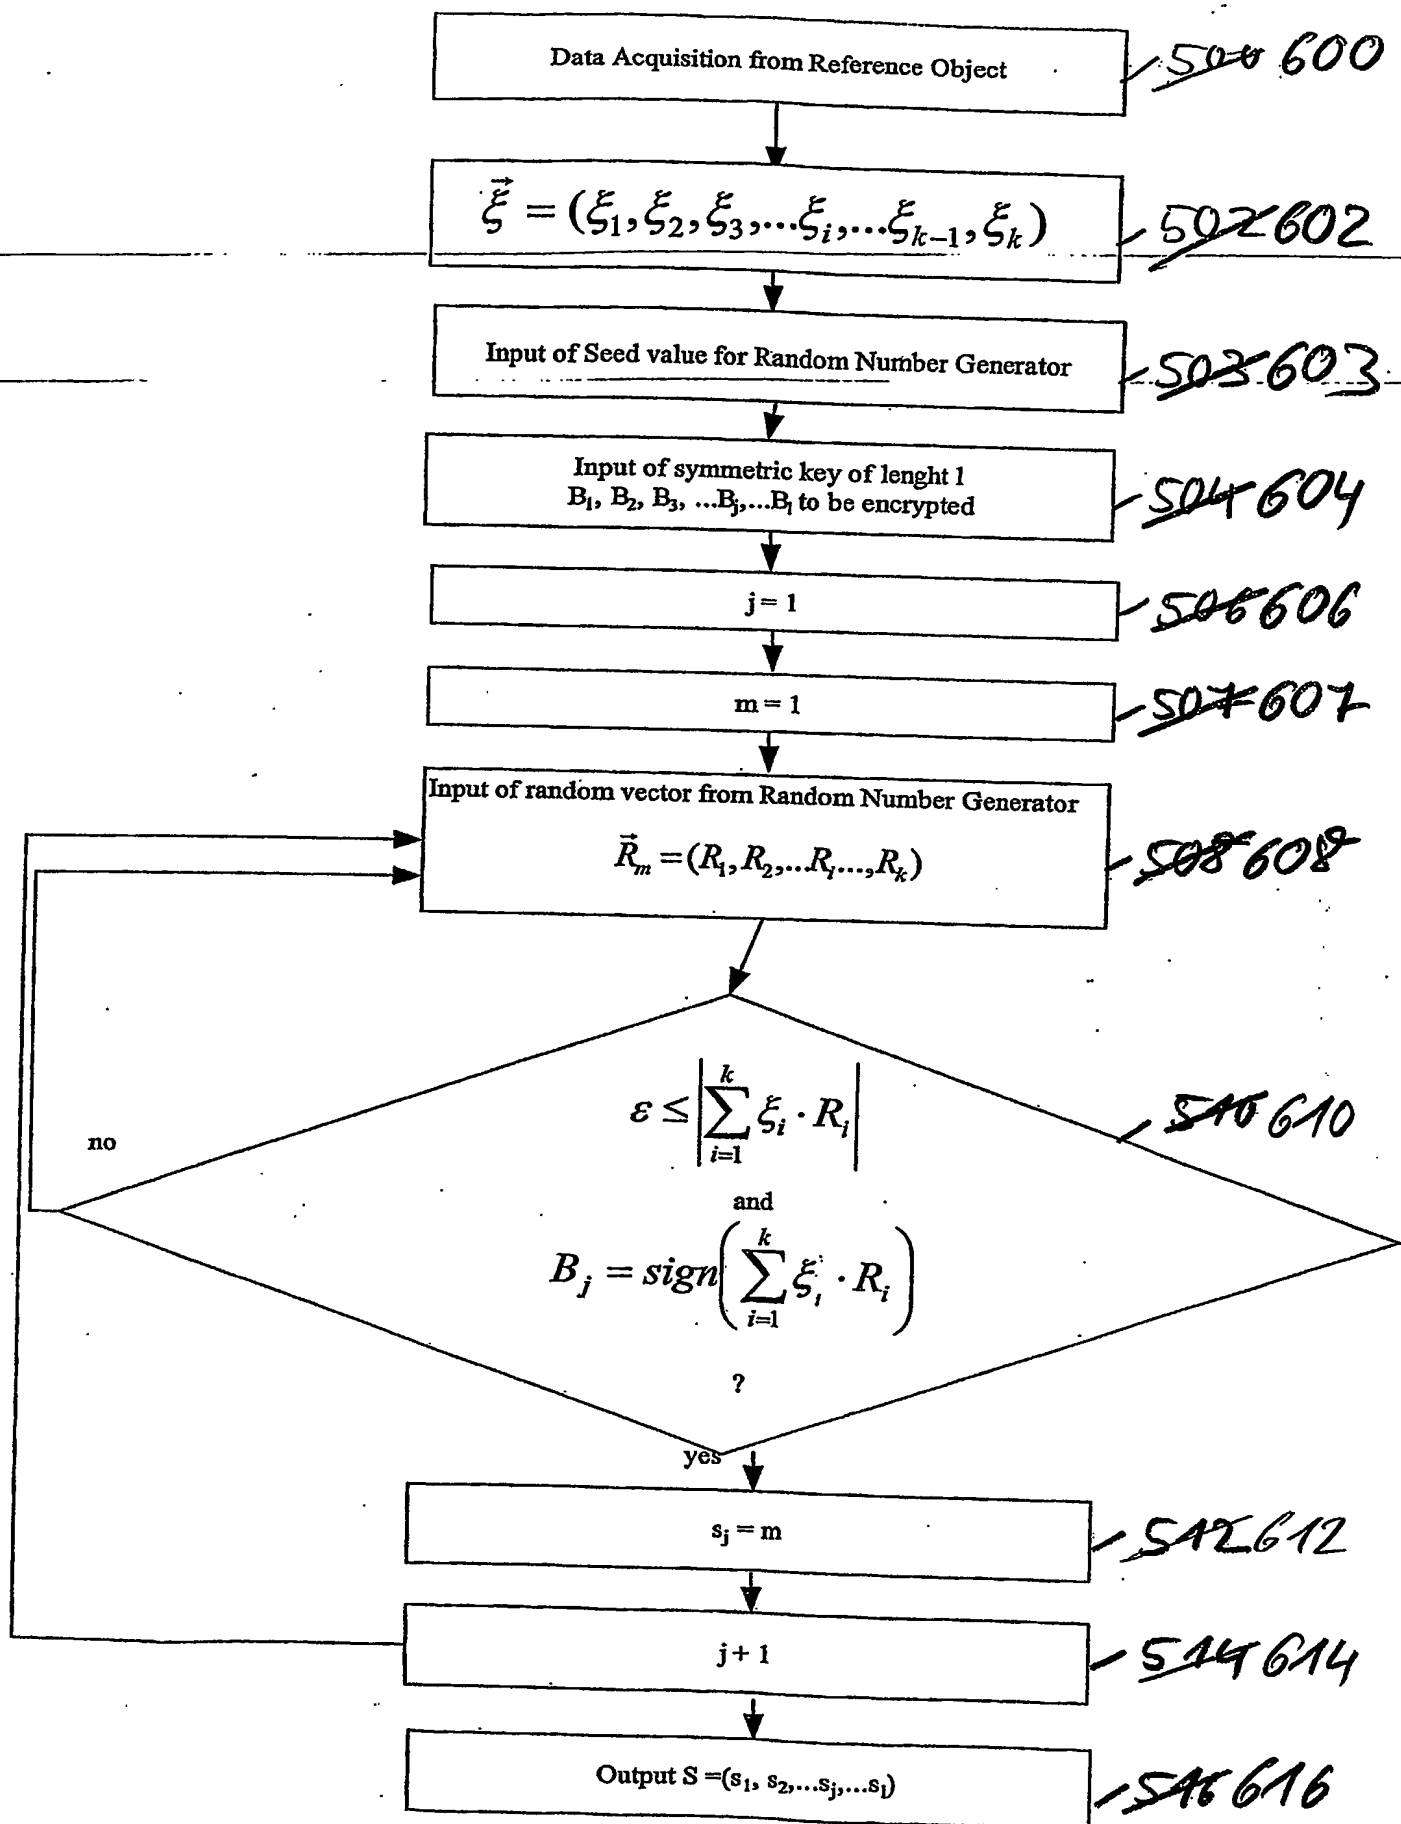 Data Acquisition from Reference Object
500 600
ξ⃗ = (ξ₁, ξ₂, ξ₃, ...ξᵢ, ...ξₖ₋₁, ξₖ)
502 602
Input of Seed value for Random Number Generator
503 603
Input of symmetric key of lenght l
B₁, B₂, B₃, ...Bⱼ,...Bₗ to be encrypted
504 604
j = 1
506 606
m = 1
507 607
Input of random vector from Random Number Generator
R⃗ₘ = (R₁, R₂, ...Rᵢ..., Rₖ)
508 608
ε ≤ |∑ᵢ₌₁ᵏ ξᵢ · Rᵢ|
510 610
no
and
Bⱼ = sign(∑ᵢ₌₁ᵏ ξᵢ · Rᵢ)
?
yes
sⱼ = m
512 612
j + 1
514 614
Output S =(s₁, s₂,...sⱼ,...sₗ)
516 616